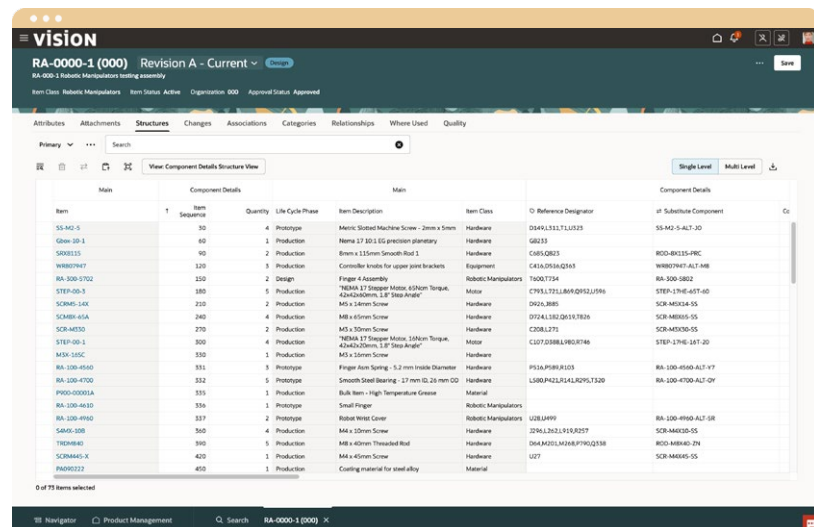 vision
RA-0000-1 (000) Revision A - Current Design
RA-000-1 Robotic Manipulators testing assembly
Save
Item Class Robotic Manipulators Item Status Active Organization 000 Approval Status Approved
Attributes Attachments Structures Changes Associations Categories Relationships Where Used Quality
Primary Search
View: Component Details Structure View Single Level Multi Level
Main Component Details Main Component Details
Item Item Sequence Quantity Life Cycle Phase Item Description Item Class Reference Designator Substitute Component Cc
SS-M2-5 30 4 Prototype Metric Slotted Machine Screw - 2mm x 5mm Hardware D149,L311,T1,U323 SS-M2-5-ALT-JO
Gbox-10-1 60 1 Production Nema 17 10:1 EG precision planetary Hardware GB233
SRX8115 90 2 Production 8mm x 115mm Smooth Rod 1 Hardware C685,Q823 ROD-8X115-PRC
WR807947 120 3 Production Controller knobs for upper joint brackets Equipment C416,D516,Q363 WR807947-ALT-MB
RA-300-5702 150 2 Design Finger 4 Assembly Robotic Manipulators T600,T734 RA-300-5802
STEP-00-3 180 5 Production "NEMA 17 Stepper Motor, 65Ncm Torque, 42x42x60mm, 1.8° Step Angle" Motor C793,L721,L869,Q952,U596 STEP-17HE-65T-60
SCRM5-14X 210 2 Production M5 x 14mm Screw Hardware D926,J885 SCR-M5X14-SS
SCM8X-65A 240 4 Production M8 x 65mm Screw Hardware D724,L182,Q619,T826 SCR-M8X65-SS
SCR-M330 270 2 Production M3 x 30mm Screw Hardware C208,L271 SCR-M3X30-SS
STEP-00-1 300 4 Production "NEMA 17 Stepper Motor, 16Ncm Torque, 42x42x20mm, 1.8° Step Angle" Motor C107,D388,L980,R746 STEP-17HE-16T-20
M3X-16SC 330 1 Production M3 x 16mm Screw Hardware
RA-100-4560 331 3 Prototype Finger Asm Spring - 5.2 mm Inside Diameter Hardware P516,P589,R103 RA-100-4560-ALT-Y7
RA-100-4700 332 5 Prototype Smooth Steel Bearing - 17 mm ID, 26 mm OD Hardware L580,P421,R141,R295,T320 RA-100-4700-ALT-OY
P900-00001A 335 1 Production Bulk Item - High Temperature Grease Material
RA-100-4610 336 1 Prototype Small Finger Robotic Manipulators
RA-100-4960 337 2 Prototype Robot Wrist Cover Robotic Manipulators U28,U499 RA-100-4960-ALT-SR
S4MX-10B 360 4 Production M4 x 10mm Screw Hardware J296,L262,L919,R257 SCR-M4X10-SS
TRDM840 390 5 Production M8 x 40mm Threaded Rod Hardware D64,M201,M268,P790,Q338 ROD-M8X40-ZN
SCRM445-X 420 1 Production M4 x 45mm Screw Hardware U27 SCR-M4X45-SS
PA090222 450 1 Production Coating material for steel alloy Material
0 of 73 items selected
Navigator Product Management Search RA-0000-1 (000)